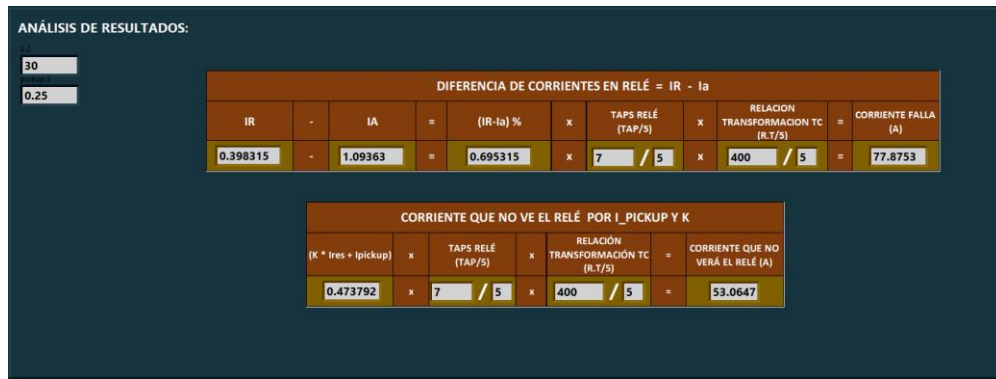 ANÁLISIS DE RESULTADOS:
k 2
30
pickup 2
0.25
DIFERENCIA DE CORRIENTES EN RELÉ = IR - Ia
IR - IA = (IR-Ia) % x TAPS RELÉ (TAP/5) x RELACION TRANSFORMACION TC (R.T/5) = CORRIENTE FALLA (A)
0.398315 - 1.09363 = 0.695315 x 7 / 5 x 400 / 5 = 77.8753
CORRIENTE QUE NO VE EL RELÉ POR I_PICKUP Y K
(K * Ires + Ipickup) x TAPS RELÉ (TAP/5) x RELACIÓN TRANSFORMACIÓN TC (R.T/5) = CORRIENTE QUE NO VERÁ EL RELÉ (A)
0.473792 x 7 / 5 x 400 / 5 = 53.0647